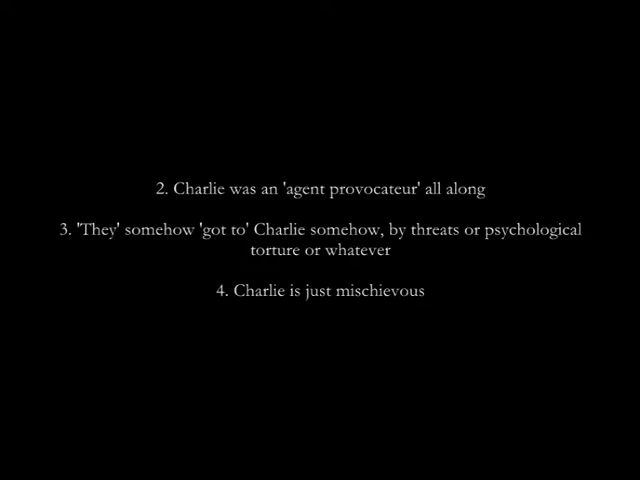 2. Charlie was an 'agent provocateur' all along
3. 'They' somehow 'got to' Charlie somehow, by threats or psychological
torture or whatever
4. Charlie is just mischievous